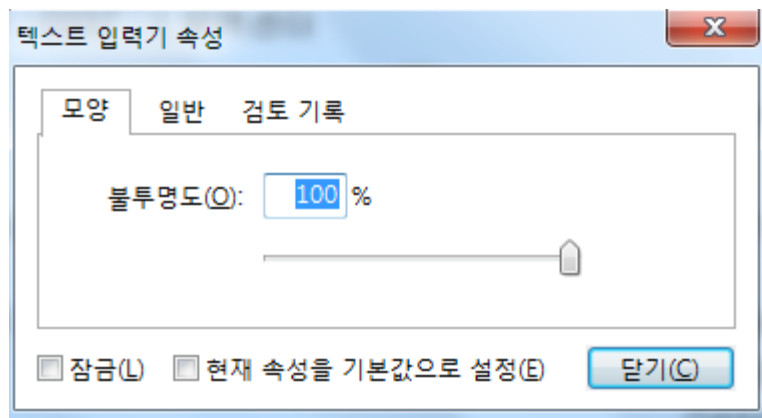 텍스트 입력기 속성
모양 일반 검토 기록
불투명도(O): 100 %
잠금(L) 현재 속성을 기본값으로 설정(E) 닫기(C)